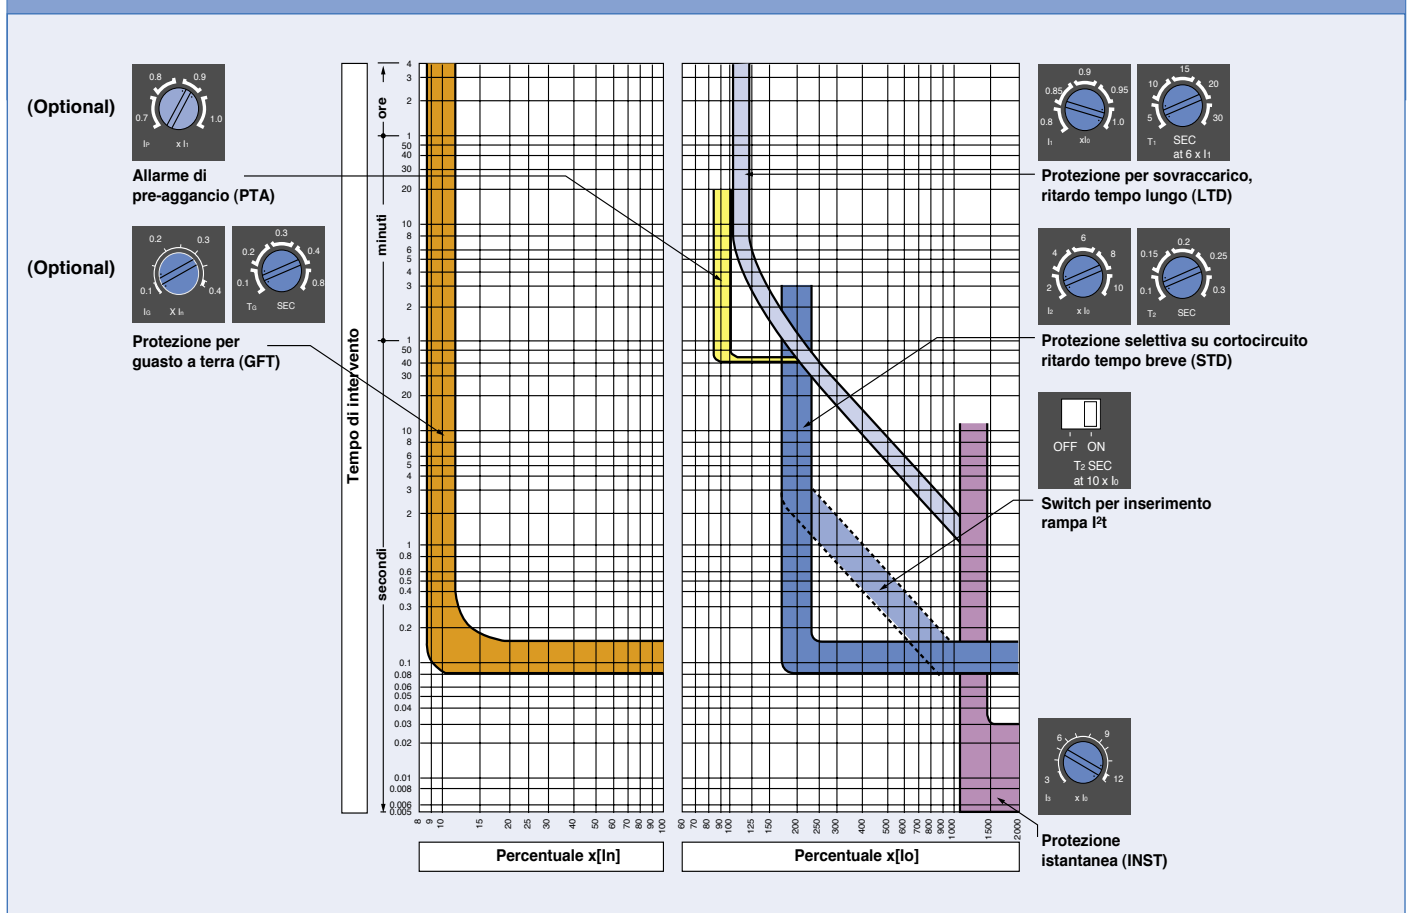 (Optional)
0.7 0.8 0.9 1.0
IP x I1
Allarme di
pre-aggancio (PTA)
(Optional)
0.1 0.2 0.3 0.4
IG X In
0.1 0.2 0.3 0.4 0.8
TG SEC
Protezione per
guasto a terra (GFT)
Tempo di intervento
ore
minuti
secondi
4
3
2
1
50
40
30
20
10
8
6
5
4
3
2
1
50
40
30
20
10
8
6
5
4
3
2
1
0.8
0.6
0.5
0.4
0.3
0.2
0.1
0.08
0.06
0.05
0.04
0.03
0.02
0.01
0.008
0.006
0.005
8 9 10 15 20 25 30 40 50 60 70 80 90 100
Percentuale x[In]
60 70 80 90 100 125 150 200 250 300 400 500 600 700 800 900 1000 1500 2000
Percentuale x[Io]
0.8 0.85 0.9 0.95 1.0
I1 xI0
5 10 15 20 30
T1 SEC
at 6 x I1
Protezione per sovraccarico,
ritardo tempo lungo (LTD)
2 4 6 8 10
I2 x I0
0.1 0.15 0.2 0.25 0.3
T2 SEC
Protezione selettiva su cortocircuito
ritardo tempo breve (STD)
OFF ON
T2 SEC
at 10 x I0
Switch per inserimento
rampa I²t
3 6 9 12
I3 x I0
Protezione
istantanea (INST)